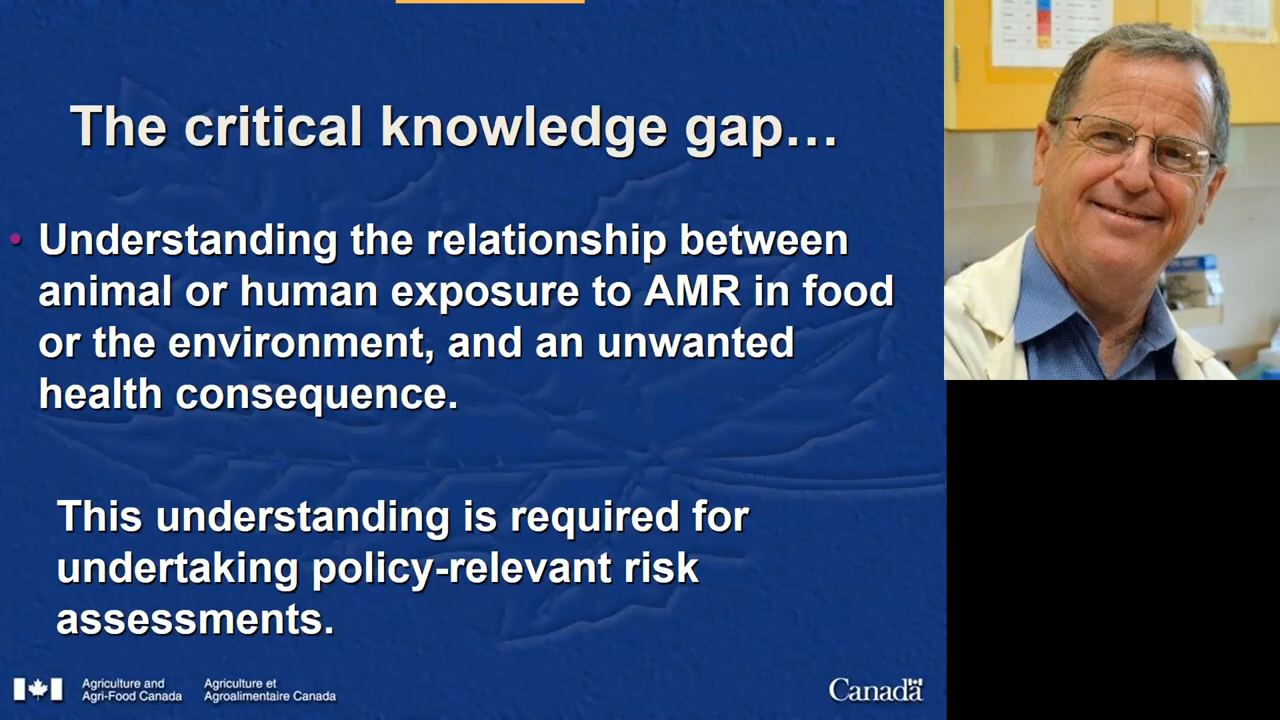 The critical knowledge gap…
• Understanding the relationship between
animal or human exposure to AMR in food
or the environment, and an unwanted
health consequence.
This understanding is required for
undertaking policy-relevant risk
assessments.
Agriculture and
Agri-Food Canada
Agriculture et
Agroalimentaire Canada
Canada